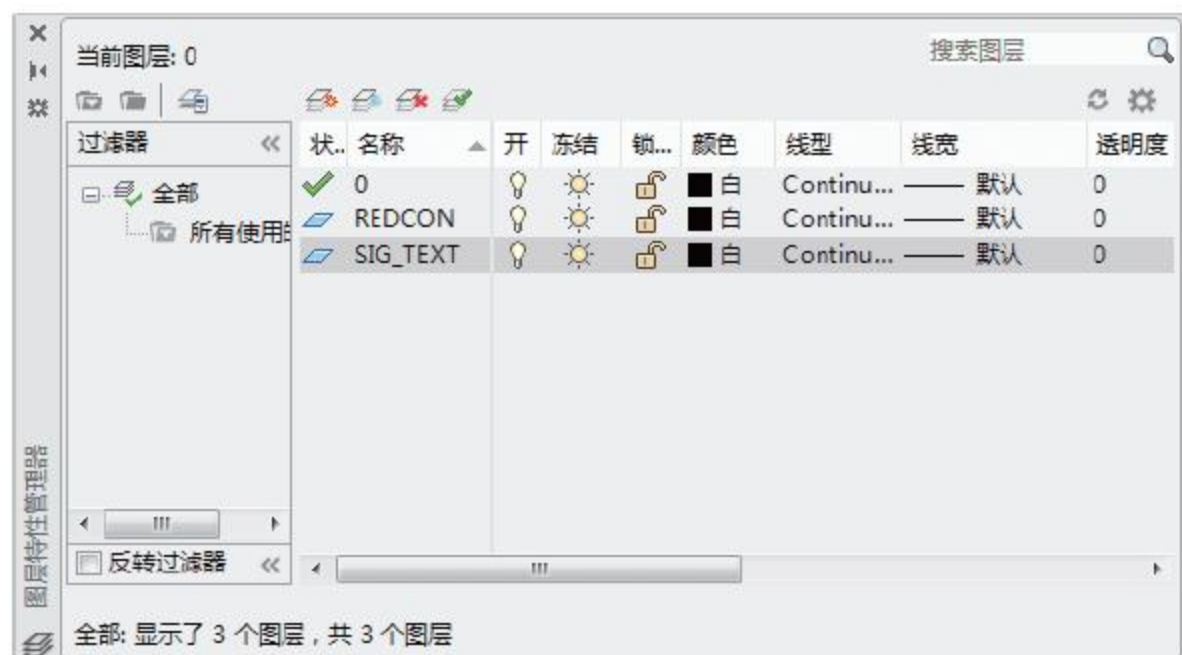 当前图层: 0
搜索图层
过滤器
状.. 名称 开 冻结 锁... 颜色 线型 线宽 透明度
全部
所有使用
0 白 Continu... 默认 0
REDCON 白 Continu... 默认 0
SIG_TEXT 白 Continu... 默认 0
反转过滤器
图层特性管理器
全部: 显示了 3 个图层 , 共 3 个图层